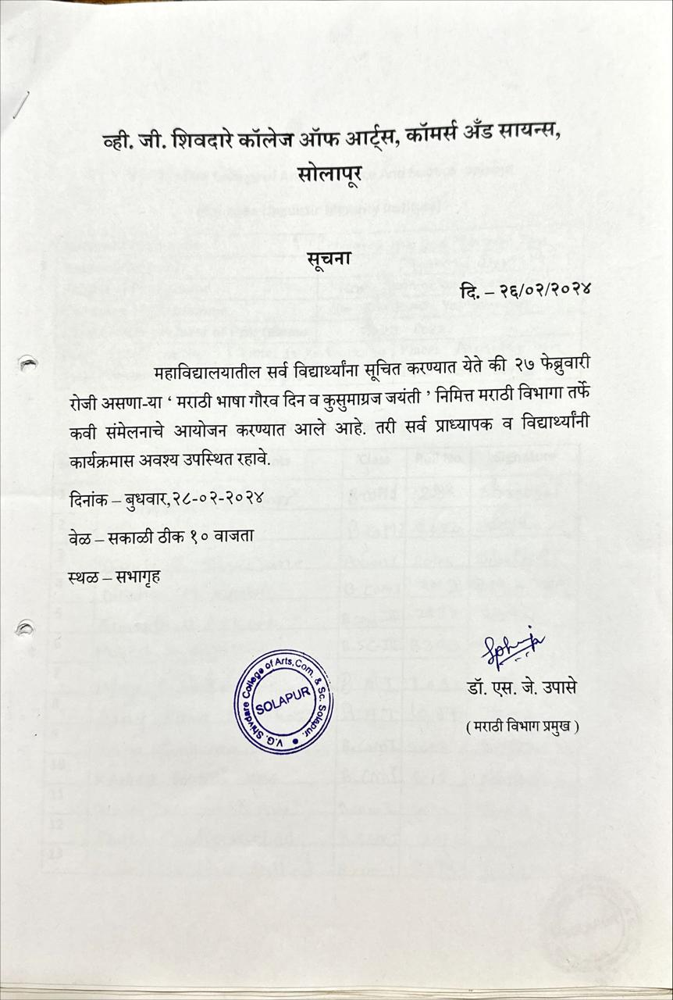 व्ही. जी. शिवदारे कॉलेज ऑफ आर्ट्स, कॉमर्स अँड सायन्स,
सोलापूर
सूचना
दि. – २६/०२/२०२४
महाविद्यालयातील सर्व विद्यार्थ्यांना सूचित करण्यात येते की २७ फेब्रुवारी
रोजी असणा-या ‘ मराठी भाषा गौरव दिन व कुसुमाग्रज जयंती ’ निमित्त मराठी विभागा तर्फे
कवी संमेलनाचे आयोजन करण्यात आले आहे. तरी सर्व प्राध्यापक व विद्यार्थ्यांनी
कार्यक्रमास अवश्य उपस्थित रहावे.
दिनांक – बुधवार,२८-०२-२०२४
वेळ – सकाळी ठीक १० वाजता
स्थळ – सभागृह
V.G. Shivdare College of Arts, Com. & Sc. Solapur.
SOLAPUR
डॉ. एस. जे. उपासे
( मराठी विभाग प्रमुख )